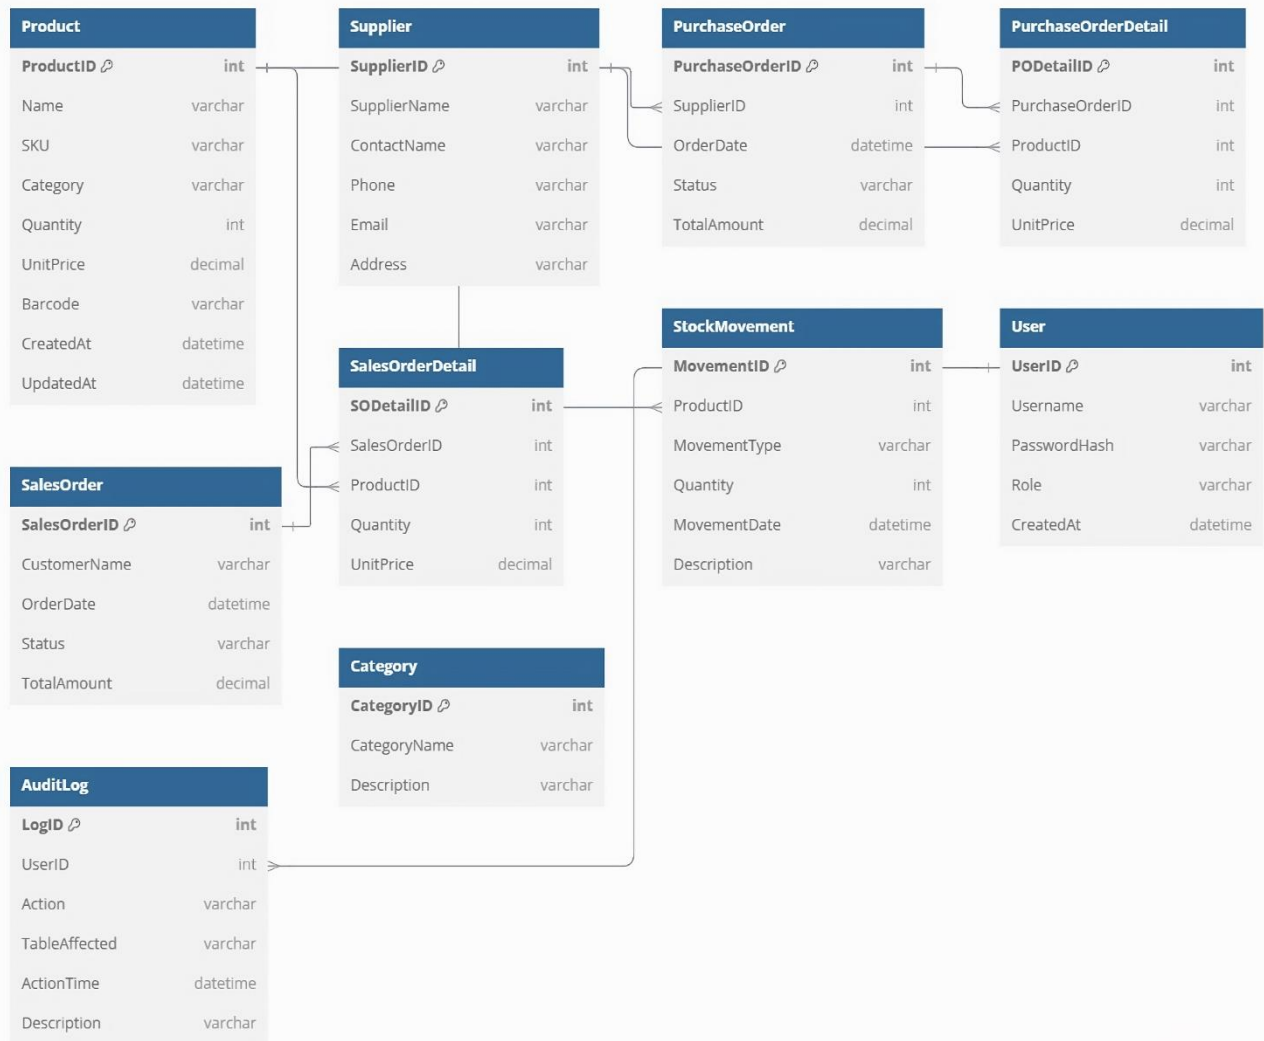 Product
ProductID int
Name varchar
SKU varchar
Category varchar
Quantity int
UnitPrice decimal
Barcode varchar
CreatedAt datetime
UpdatedAt datetime
Supplier
SupplierID int
SupplierName varchar
ContactName varchar
Phone varchar
Email varchar
Address varchar
PurchaseOrder
PurchaseOrderID int
SupplierID int
OrderDate datetime
Status varchar
TotalAmount decimal
PurchaseOrderDetail
PODetailID int
PurchaseOrderID int
ProductID int
Quantity int
UnitPrice decimal
SalesOrderDetail
SODetailID int
SalesOrderID int
ProductID int
Quantity int
UnitPrice decimal
StockMovement
MovementID int
ProductID int
MovementType varchar
Quantity int
MovementDate datetime
Description varchar
User
UserID int
Username varchar
PasswordHash varchar
Role varchar
CreatedAt datetime
SalesOrder
SalesOrderID int
CustomerName varchar
OrderDate datetime
Status varchar
TotalAmount decimal
Category
CategoryID int
CategoryName varchar
Description varchar
AuditLog
LogID int
UserID int
Action varchar
TableAffected varchar
ActionTime datetime
Description varchar